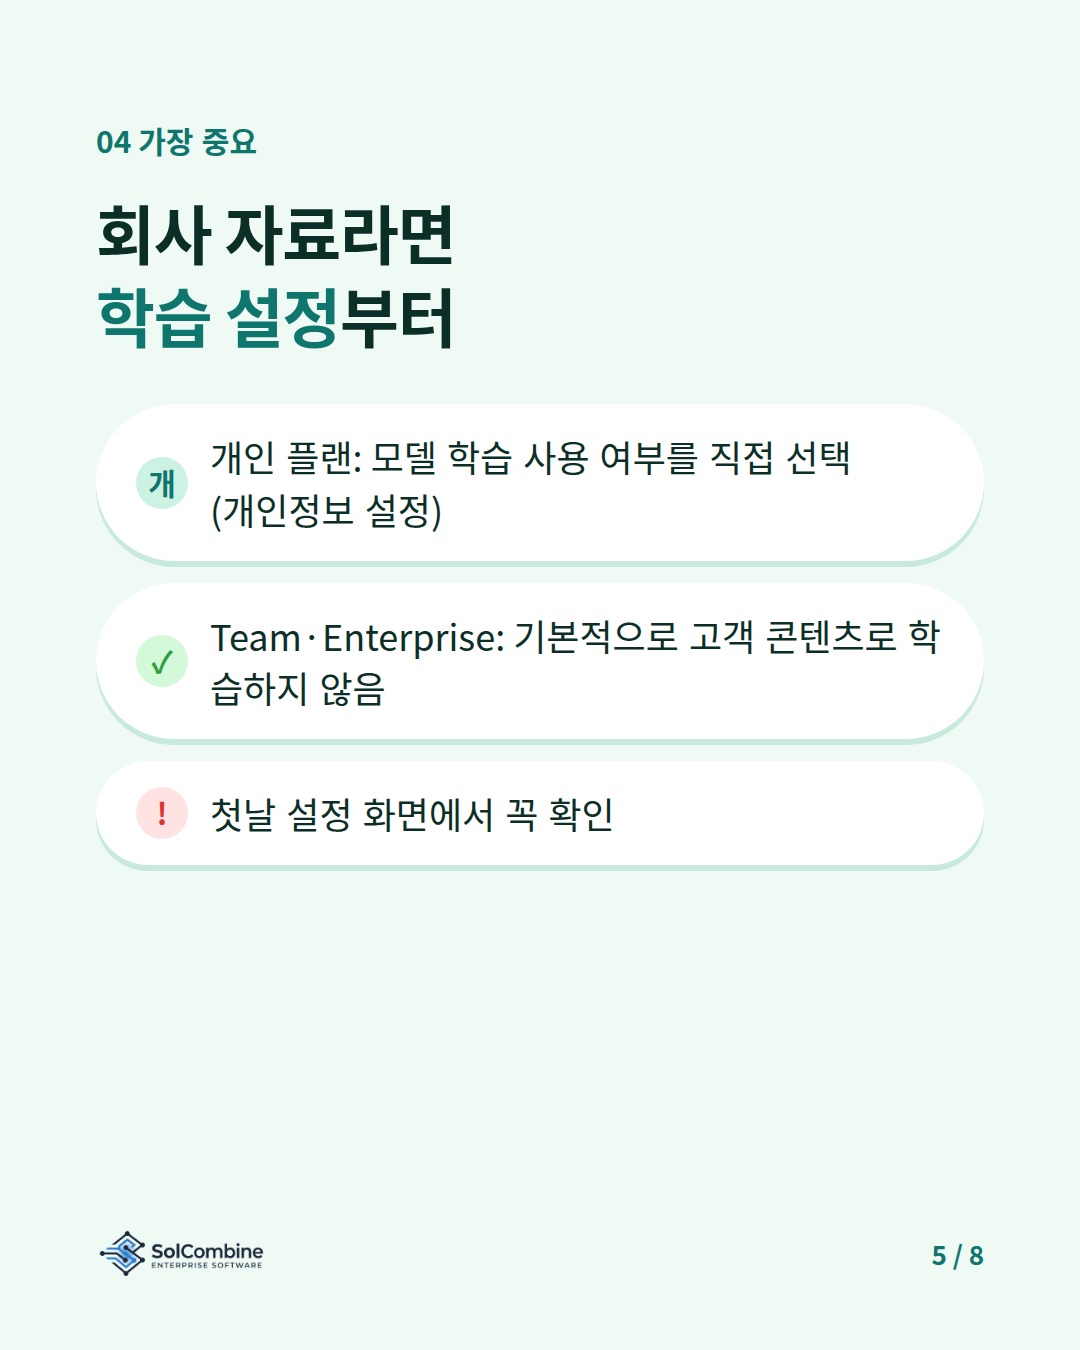 04 가장 중요
회사 자료라면
학습 설정부터
개
개인 플랜: 모델 학습 사용 여부를 직접 선택
(개인정보 설정)
✓
Team·Enterprise: 기본적으로 고객 콘텐츠로 학
습하지 않음
!
첫날 설정 화면에서 꼭 확인
SolCombine
ENTERPRISE SOFTWARE
5 / 8